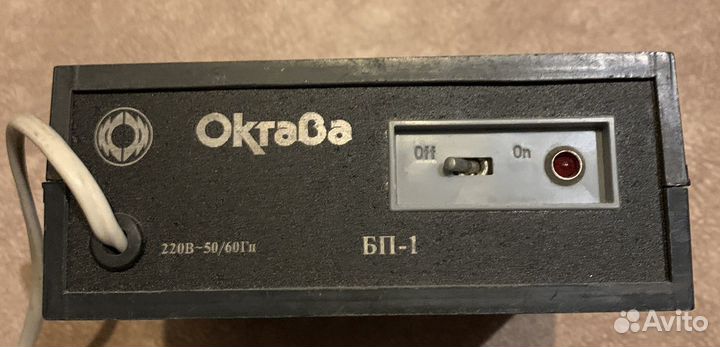 Октава
Off On
220В~50/60Гц
БП-1
Avito